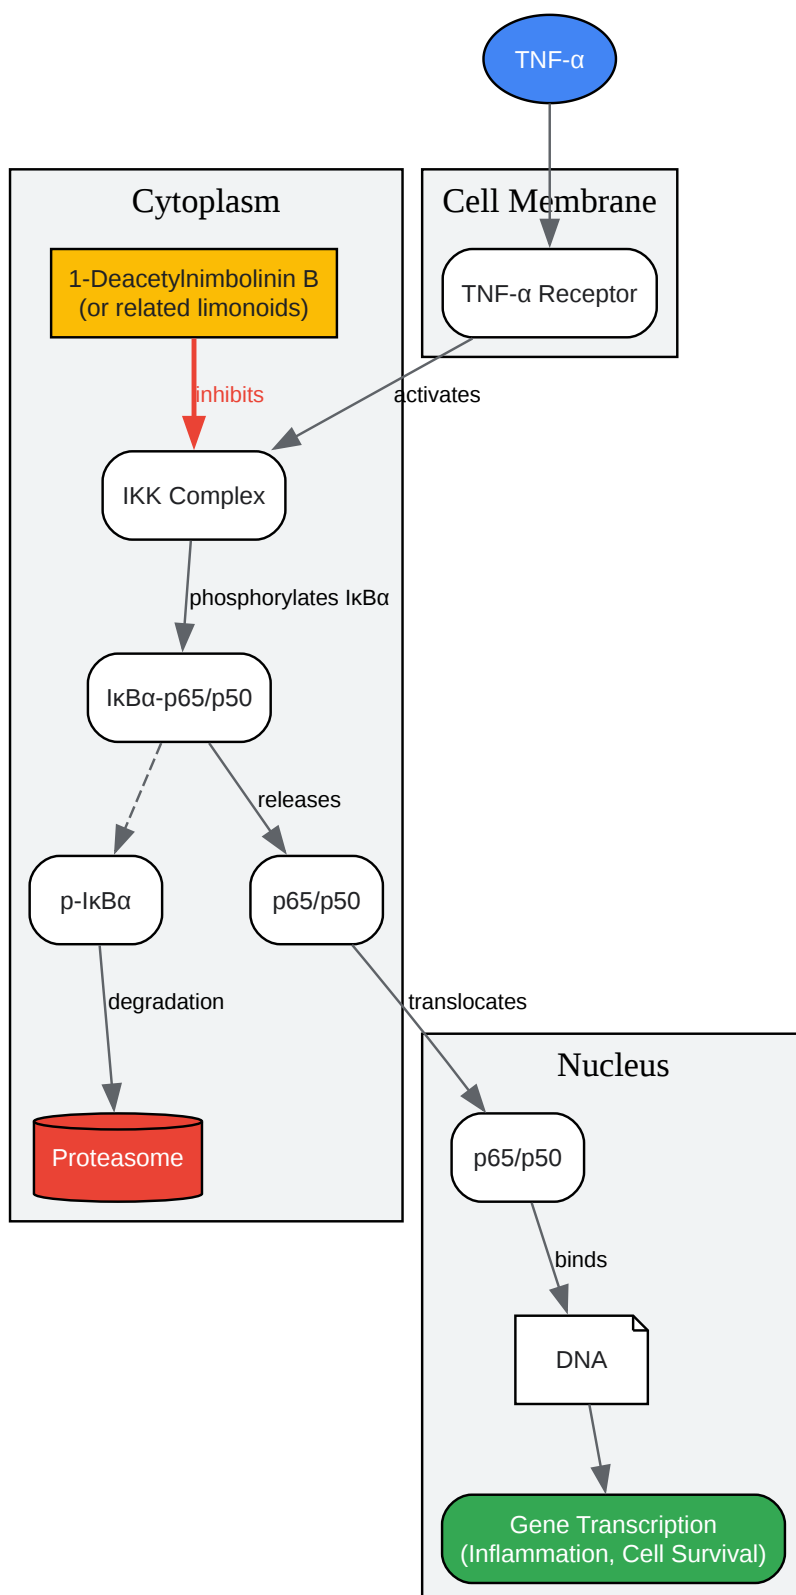 TNF-α
Cytoplasm
Cell Membrane
1-Deacetylnimbolinin B
(or related limonoids)
TNF-α Receptor
inhibits
activates
IKK Complex
phosphorylates IκBα
IκBα-p65/p50
releases
p-IκBα
p65/p50
degradation
translocates
Nucleus
Proteasome
p65/p50
binds
DNA
Gene Transcription
(Inflammation, Cell Survival)